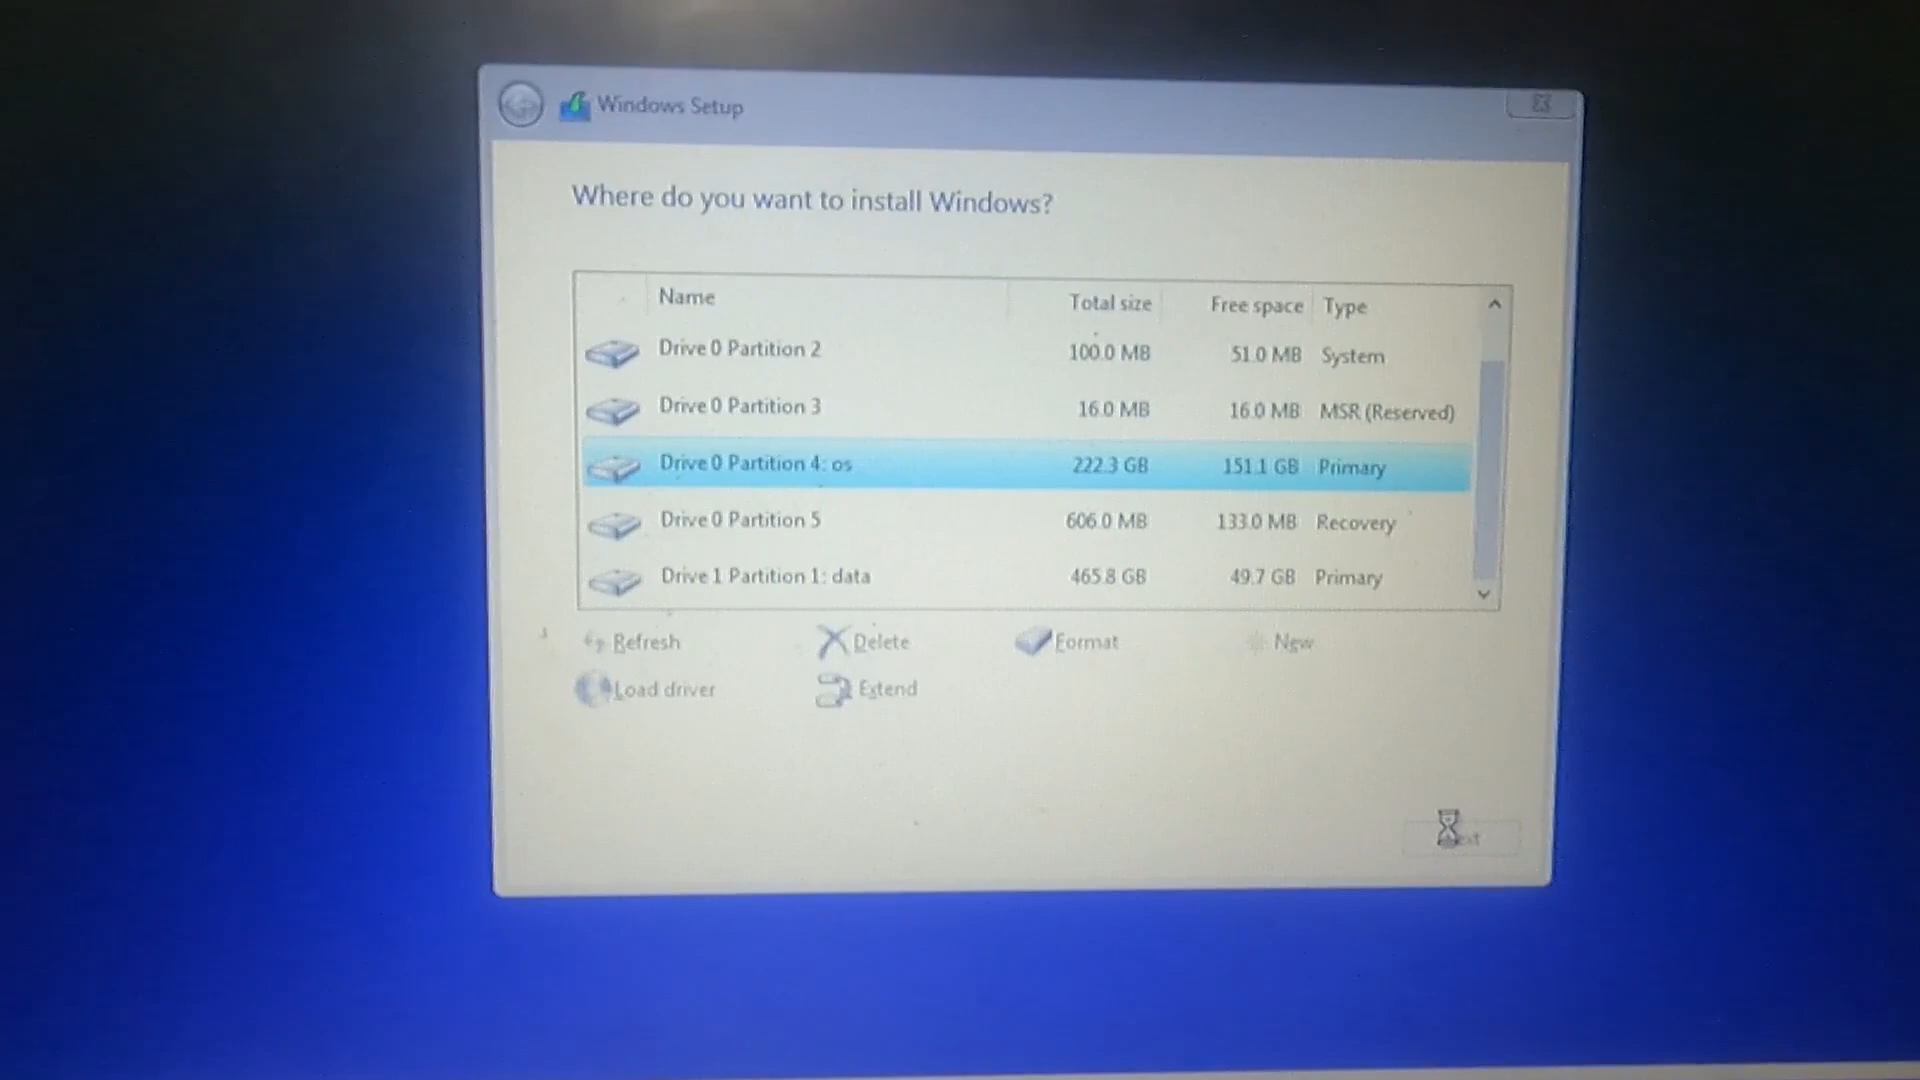 Windows Setup
Where do you want to install Windows?
Name Total size Free space Type
Drive 0 Partition 2 100.0 MB 51.0 MB System
Drive 0 Partition 3 16.0 MB 16.0 MB MSR (Reserved)
Drive 0 Partition 4: os 222.3 GB 151.1 GB Primary
Drive 0 Partition 5 606.0 MB 133.0 MB Recovery
Drive 1 Partition 1: data 465.8 GB 49.7 GB Primary
Refresh Delete Format New
Load driver Extend